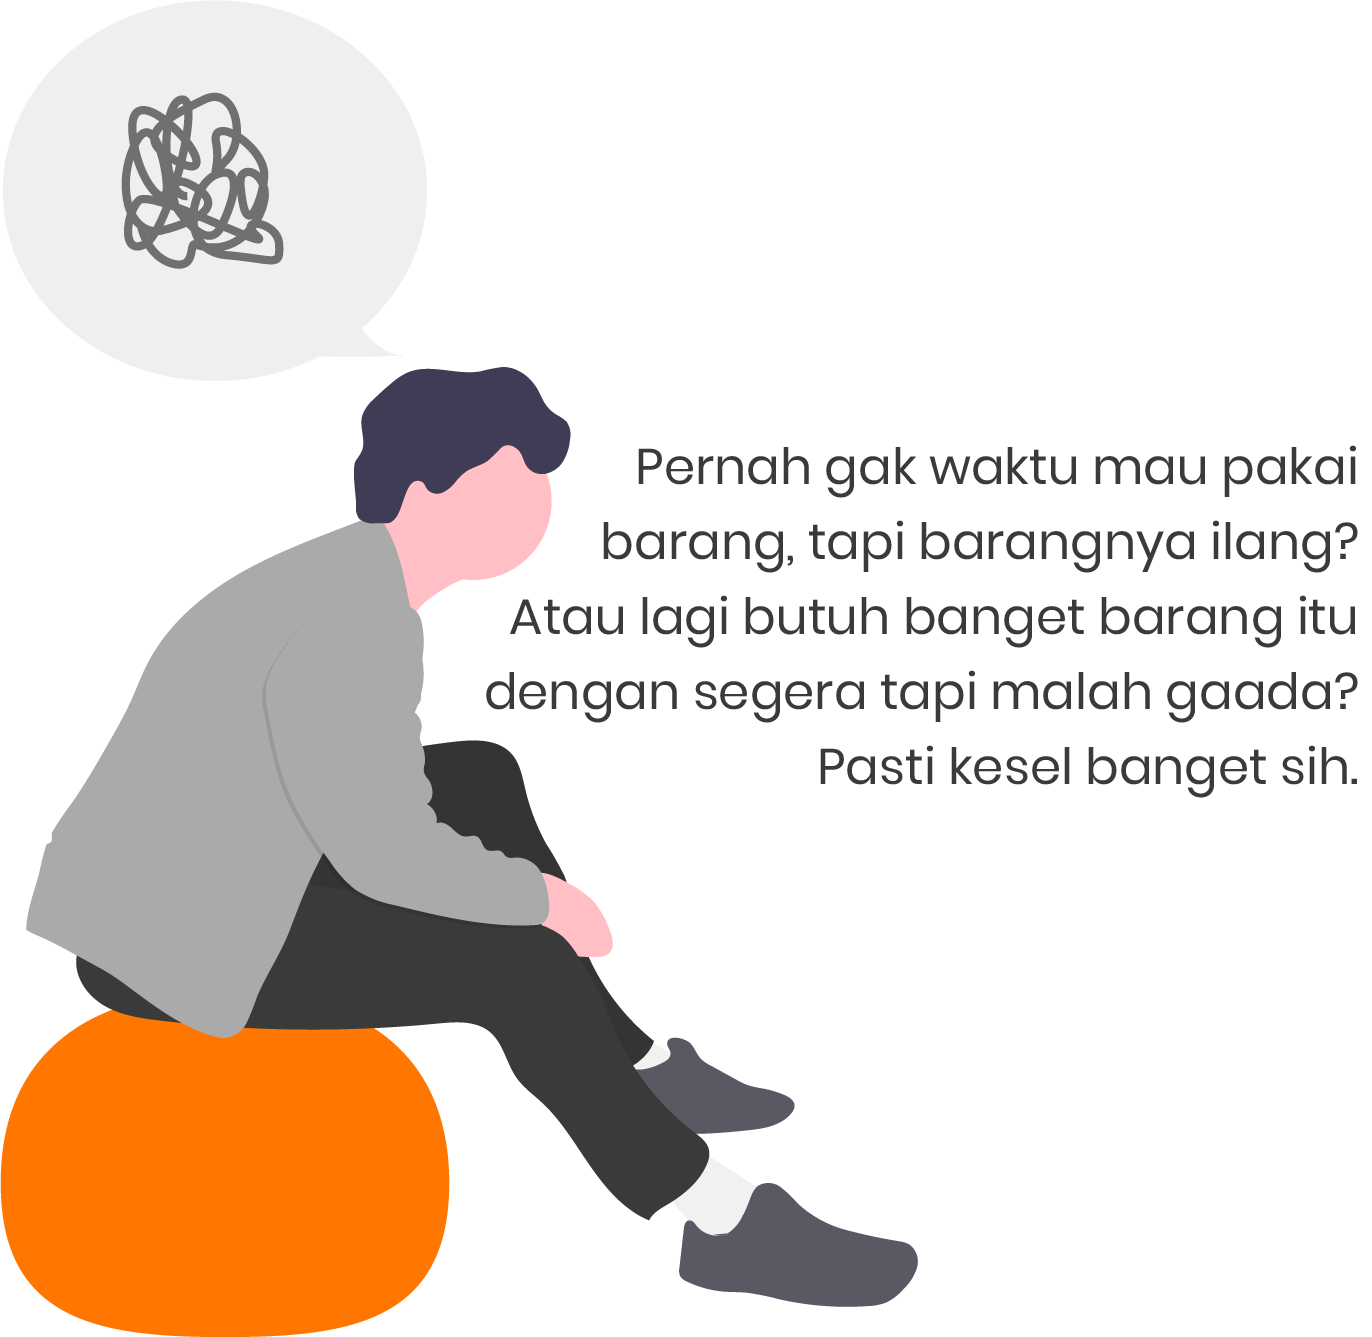 Pernah gak waktu mau pakai
barang, tapi barangnya ilang?
Atau lagi butuh banget barang itu
dengan segera tapi malah gaada?
Pasti kesel banget sih.